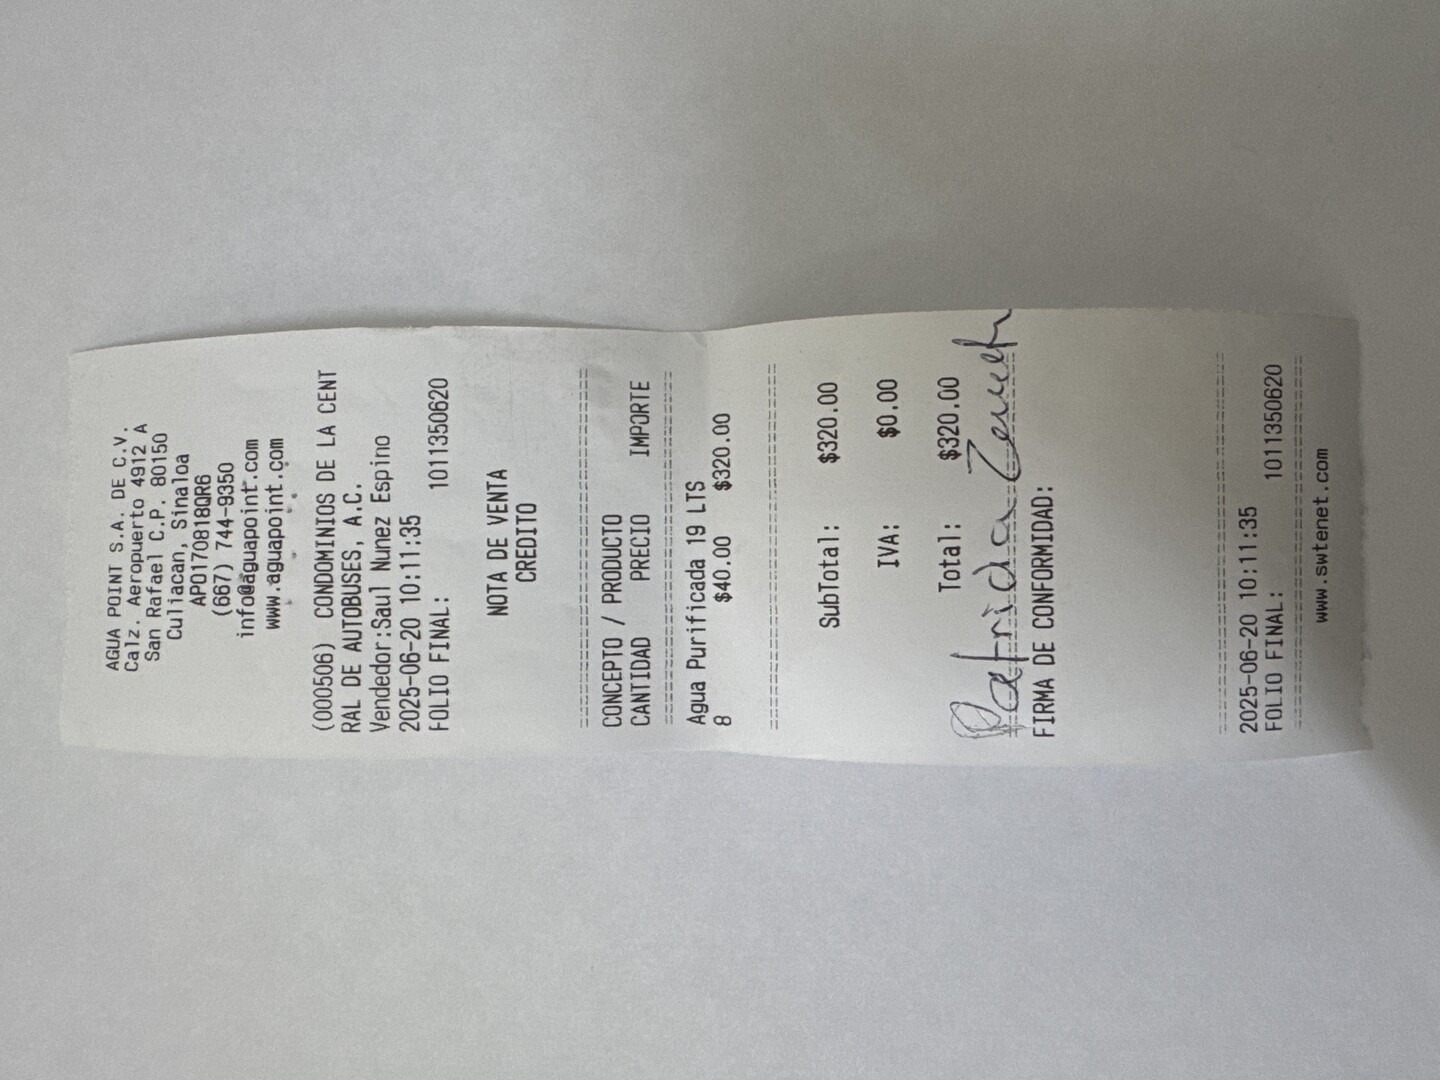 AGUA POINT S.A. DE C.V.
Calz. Aeropuerto 4912 A
San Rafael C.P. 80150
Culiacan, Sinaloa
APO170818QR6
(667) 744-9350
info@aguapoint.com
www.aguapoint.com
(000506) CONDOMINIOS DE LA CENT
RAL DE AUTOBUSES, A.C.
Vendedor:Saul Nunez Espino
2025-06-20 10:11:35
FOLIO FINAL: 1011350620
NOTA DE VENTA
CREDITO
================================
CONCEPTO / PRODUCTO
CANTIDAD PRECIO IMPORTE
================================
Agua Purificada 19 LTS
8 $40.00 $320.00
================================
SubTotal: $320.00
IVA: $0.00
Total: $320.00
Patricia
================================
FIRMA DE CONFORMIDAD:
================================
2025-06-20 10:11:35
FOLIO FINAL: 1011350620
================================
www.swtenet.com